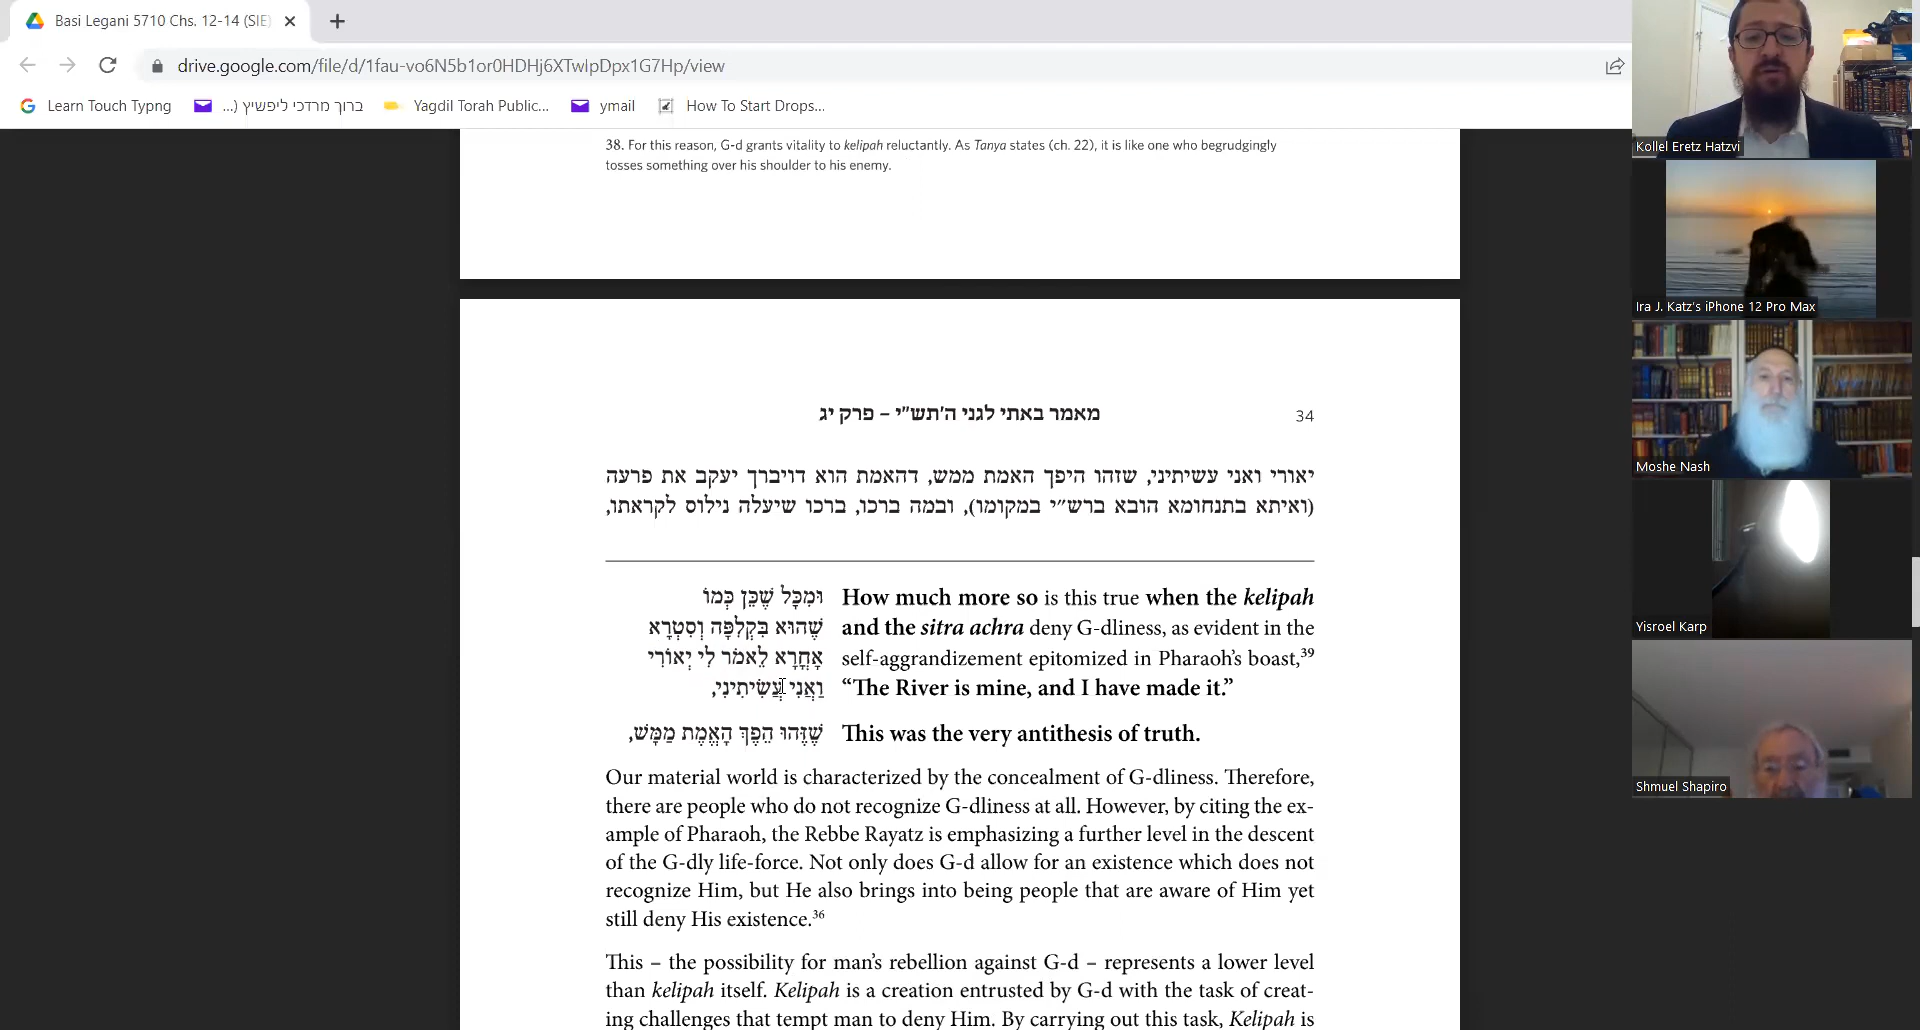 Basi Legani 5710 Chs. 12-14 (SIE)
drive.google.com/file/d/1fau-vo6N5b1or0HDHj6XTwIpDpx1G7Hp/view
Learn Touch Typng
ברוך מרדכי ליפשיץ (...
Yagdil Torah Public...
ymail
How To Start Drops...
38. For this reason, G-d grants vitality to kelipah reluctantly. As Tanya states (ch. 22), it is like one who begrudgingly
tosses something over his shoulder to his enemy.
מאמר באתי לגני ה'תש"י – פרק יג
34
יאורי ואני עשיתיני, שזהו היפך האמת ממש, דהאמת הוא דויברך יעקב את פרעה
(ואיתא בתנחומא הובא ברש"י במקומו), ובמה ברכו, ברכו שיעלה נילוס לקראתו,
How much more so is this true when the kelipah
and the sitra achra deny G-dliness, as evident in the
self-aggrandizement epitomized in Pharaoh's boast,39
“The River is mine, and I have made it.”
וּמִכָּל שֶׁכֵּן כְּמוֹ
שֶׁהוּא בִּקְלִפָּה וְסִטְרָא
אָחֳרָא לֵאמֹר לִי יְאוֹרִי
וַאֲנִי עֲשִׂיתִינִי,
This was the very antithesis of truth.
שֶׁזֶּהוּ הֵפֶךְ הָאֱמֶת מַמָּשׁ,
Our material world is characterized by the concealment of G-dliness. Therefore,
there are people who do not recognize G-dliness at all. However, by citing the ex-
ample of Pharaoh, the Rebbe Rayatz is emphasizing a further level in the descent
of the G-dly life-force. Not only does G-d allow for an existence which does not
recognize Him, but He also brings into being people that are aware of Him yet
still deny His existence.36
This – the possibility for man's rebellion against G-d – represents a lower level
than kelipah itself. Kelipah is a creation entrusted by G-d with the task of creat-
ing challenges that tempt man to deny Him. By carrying out this task, Kelipah is
Kollel Eretz Hatzvi
Ira J. Katz's iPhone 12 Pro Max
Moshe Nash
Yisroel Karp
Shmuel Shapiro